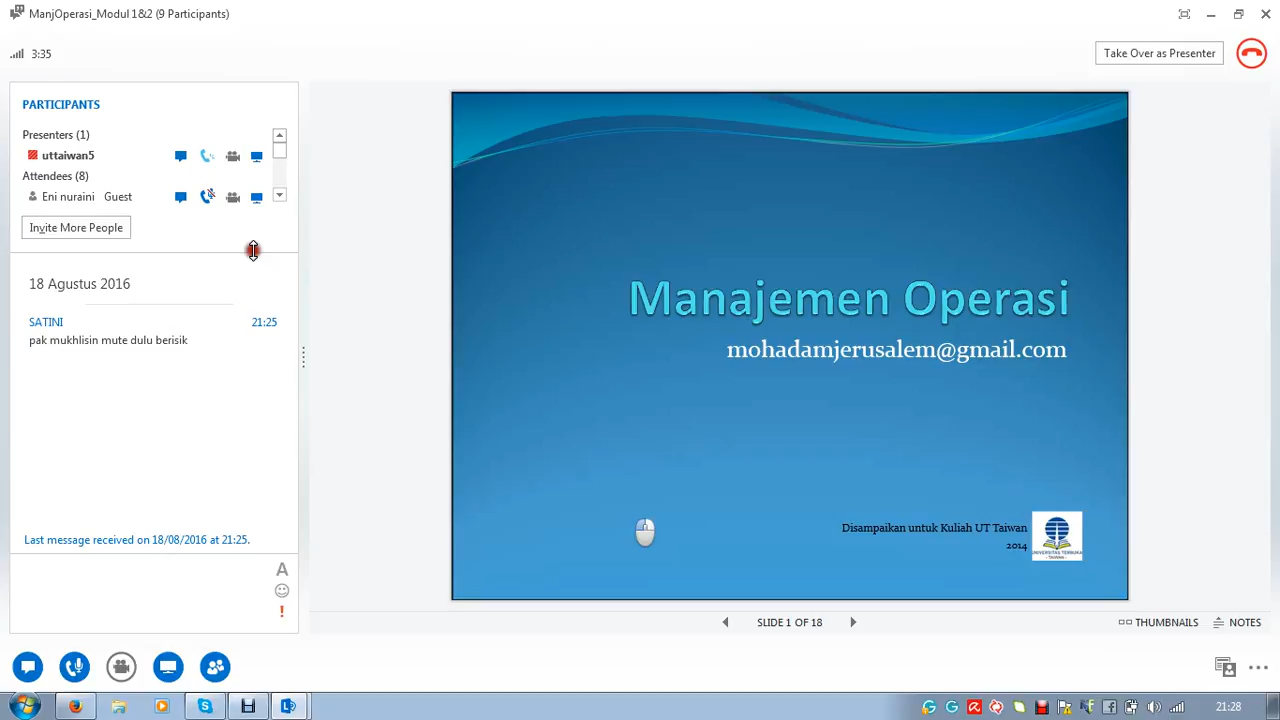 ManjOperasi_Modul 1&2 (9 Participants)
3:35
Take Over as Presenter
PARTICIPANTS
Presenters (1)
uttaiwan5
Attendees (8)
Eni nuraini Guest
Invite More People
18 Agustus 2016
SATINI 21:25
pak mukhlisin mute dulu berisik
Last message received on 18/08/2016 at 21:25.
A
Manajemen Operasi
mohadamjerusalem@gmail.com
Disampaikan untuk Kuliah UT Taiwan
2014
UNIVERSITAS TERBUKA
TAIWAN
SLIDE 1 OF 18
THUMBNAILS
NOTES
21:28